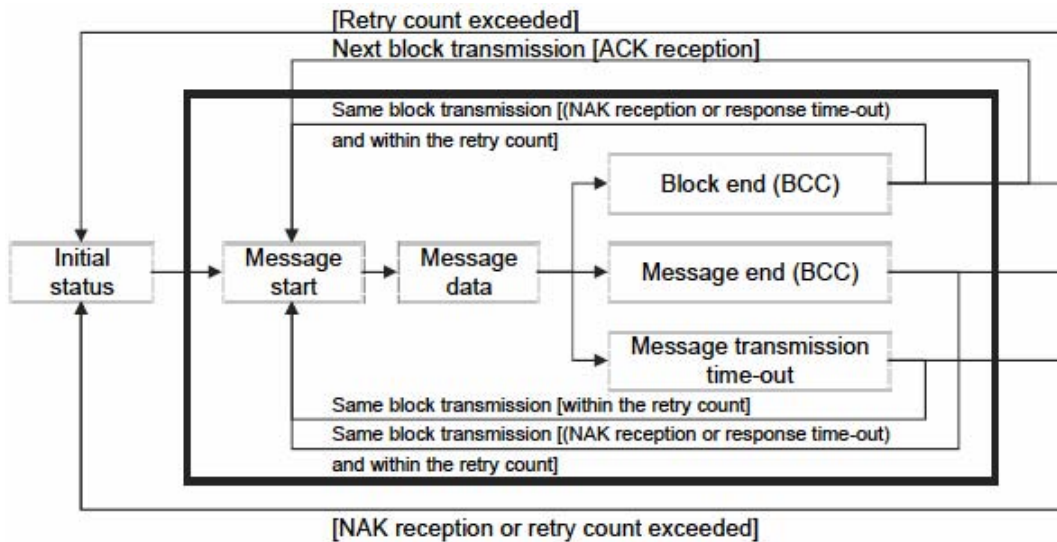 [Retry count exceeded]
Next block transmission [ACK reception]
Same block transmission [(NAK reception or response time-out)
and within the retry count]
Block end (BCC)
Initial
status
Message
start
Message
data
Message end (BCC)
Message transmission
time-out
Same block transmission [within the retry count]
Same block transmission [(NAK reception or response time-out)
and within the retry count]
[NAK reception or retry count exceeded]